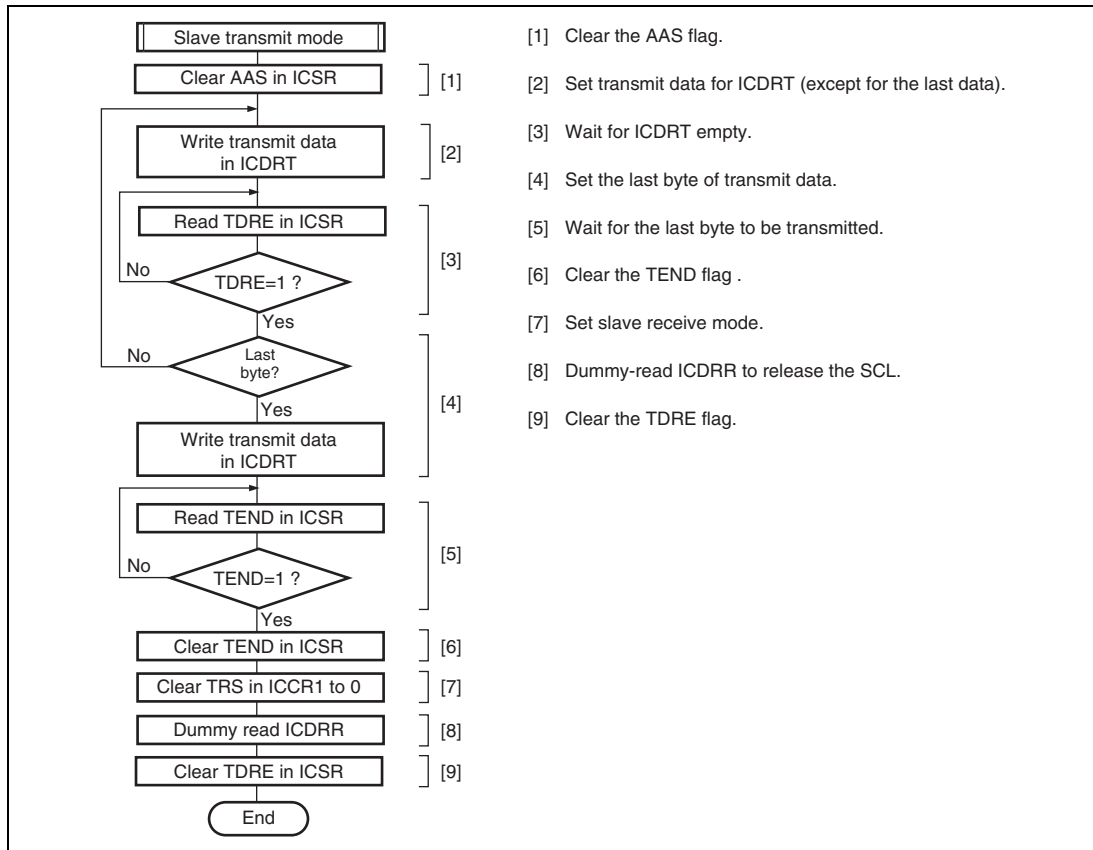 Slave transmit mode
Clear AAS in ICSR
[1]
Write transmit data
in ICDRT
[2]
Read TDRE in ICSR
[3]
No
TDRE=1 ?
Yes
No
Last
byte?
[4]
Yes
Write transmit data
in ICDRT
Read TEND in ICSR
[5]
No
TEND=1 ?
Yes
Clear TEND in ICSR
[6]
Clear TRS in ICCR1 to 0
[7]
Dummy read ICDRR
[8]
Clear TDRE in ICSR
[9]
End
[1] Clear the AAS flag.
[2] Set transmit data for ICDRT (except for the last data).
[3] Wait for ICDRT empty.
[4] Set the last byte of transmit data.
[5] Wait for the last byte to be transmitted.
[6] Clear the TEND flag .
[7] Set slave receive mode.
[8] Dummy-read ICDRR to release the SCL.
[9] Clear the TDRE flag.